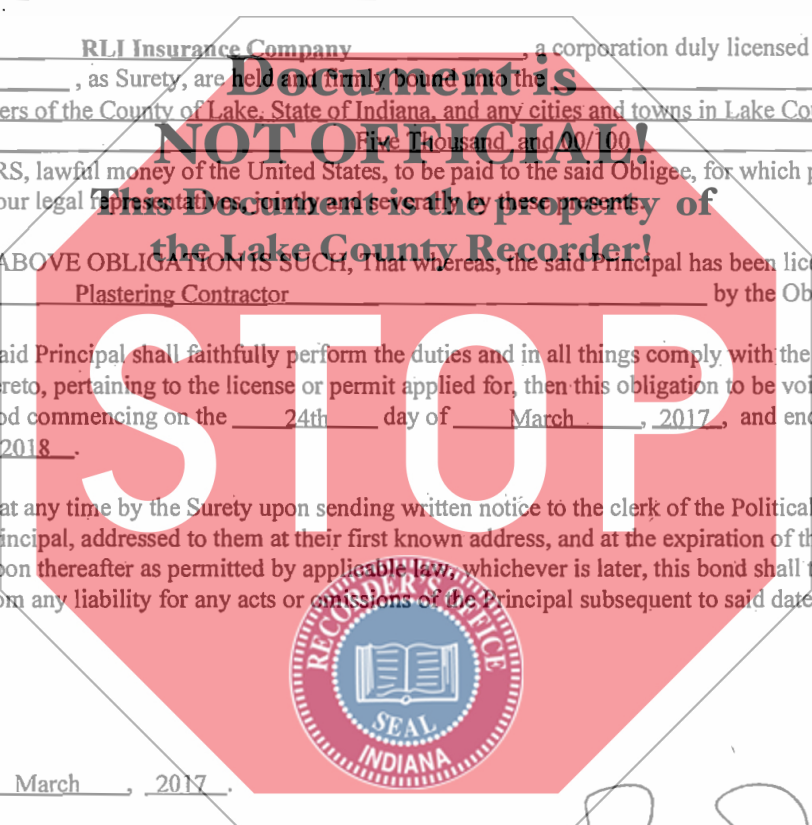 RLI Insurance Company , a corporation duly licensed
Document is
, as Surety, are held and firmly bound unto the
ers of the County of Lake, State of Indiana, and any cities and towns in Lake Co
NOT OFFICIAL!
Five Thousand and 00/100
RS, lawful money of the United States, to be paid to the said Obligee, for which p
This Document is the property of
our legal representatives, jointly and severally by these presents.
the Lake County Recorder!
ABOVE OBLIGATION IS SUCH, That whereas, the said Principal has been lice
Plastering Contractor by the Ob
STOP
aid Principal shall faithfully perform the duties and in all things comply with the
ereto, pertaining to the license or permit applied for, then this obligation to be voi
od commencing on the 24th day of March , 2017 , and end
2018 .
at any time by the Surety upon sending written notice to the clerk of the Political
incipal, addressed to them at their first known address, and at the expiration of th
on thereafter as permitted by applicable law, whichever is later, this bond shall t
om any liability for any acts or omissions of the Principal subsequent to said date
RECORDER'S OFFICE
SEAL
INDIANA
March , 2017 .